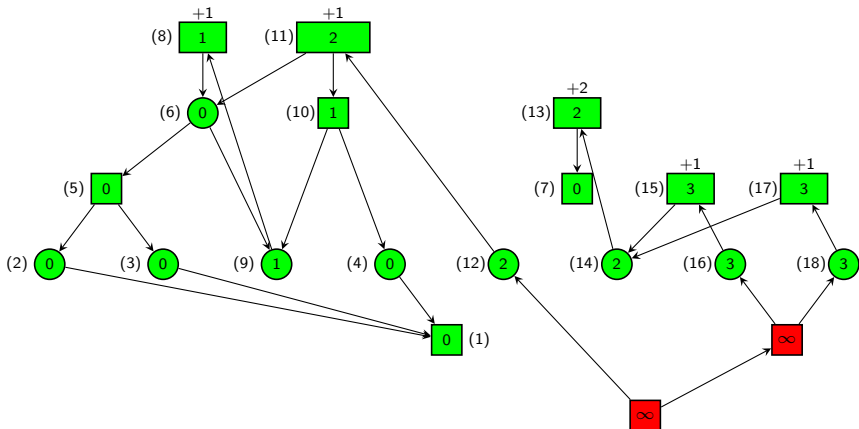 +1 +1
(8) 1 (11) 2
+2
(6) 0 (10) 1 (13) 2
+1 +1
(5) 0 (7) 0 (15) 3 (17) 3
(2) 0 (3) 0 (9) 1 (4) 0 (12) 2 (14) 2 (16) 3 (18) 3
0 (1) ∞
∞